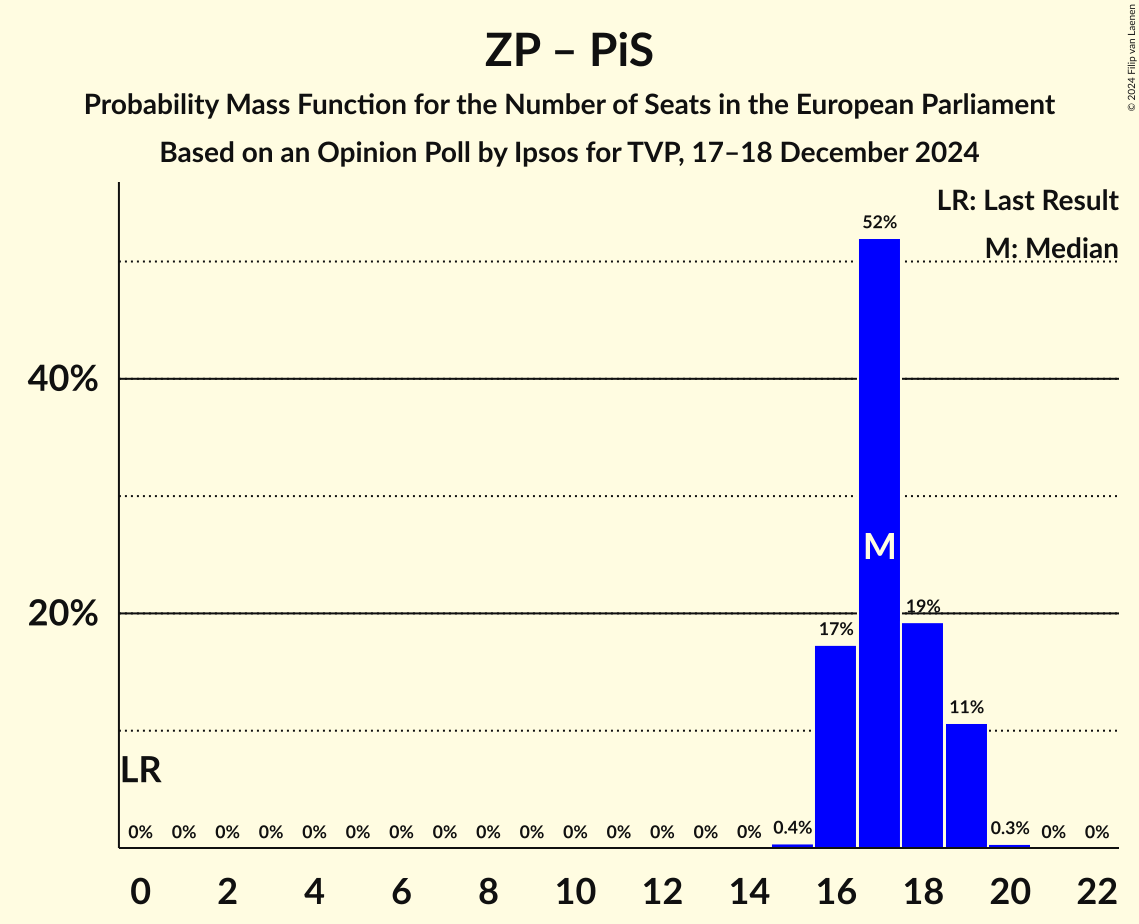 ZP – PiS
Probability Mass Function for the Number of Seats in the European Parliament
Based on an Opinion Poll by Ipsos for TVP, 17–18 December 2024
© 2024 Filip van Laenen
LR: Last Result
M: Median
52%
40%
M
20%
19%
17%
11%
LR
0% 0% 0% 0% 0% 0% 0% 0% 0% 0% 0% 0% 0% 0% 0% 0.4% 0.3% 0% 0%
0 2 4 6 8 10 12 14 16 18 20 22